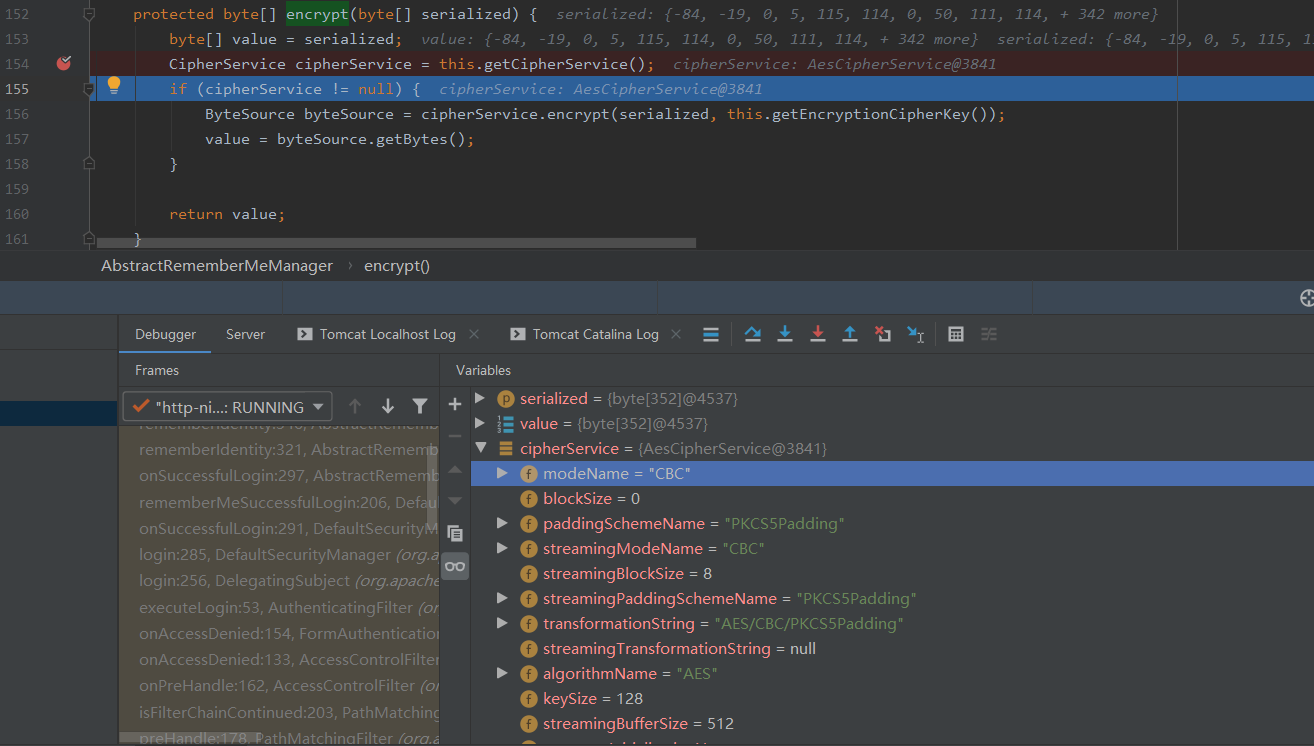 152 protected byte[] encrypt(byte[] serialized) { serialized: {-84, -19, 0, 5, 115, 114, 0, 50, 111, 114, + 342 more}
153 byte[] value = serialized; value: {-84, -19, 0, 5, 115, 114, 0, 50, 111, 114, + 342 more} serialized: {-84, -19, 0, 5, 115, 1
154 CipherService cipherService = this.getCipherService(); cipherService: AesCipherService@3841
155 if (cipherService != null) { cipherService: AesCipherService@3841
156 ByteSource byteSource = cipherService.encrypt(serialized, this.getEncryptionCipherKey());
157 value = byteSource.getBytes();
158 }
159
160 return value;
161 }
AbstractRememberMeManager › encrypt()
Debugger Server Tomcat Localhost Log Tomcat Catalina Log
Frames
Variables
"http-ni...: RUNNING
rememberIdentity:321, AbstractRememb
onSuccessfulLogin:297, AbstractRememb
rememberMeSuccessfulLogin:206, Defau
onSuccessfulLogin:291, DefaultSecurityM
login:285, DefaultSecurityManager (org.a
login:256, DelegatingSubject (org.apache
executeLogin:53, AuthenticatingFilter (or
onAccessDenied:154, FormAuthentication
onAccessDenied:133, AccessControlFilter
onPreHandle:162, AccessControlFilter (or
isFilterChainContinued:203, PathMatching
preHandle:178, PathMatchingFilter (org.a
serialized = {byte[352]@4537}
value = {byte[352]@4537}
cipherService = {AesCipherService@3841}
modeName = "CBC"
blockSize = 0
paddingSchemeName = "PKCS5Padding"
streamingModeName = "CBC"
streamingBlockSize = 8
streamingPaddingSchemeName = "PKCS5Padding"
transformationString = "AES/CBC/PKCS5Padding"
streamingTransformationString = null
algorithmName = "AES"
keySize = 128
streamingBufferSize = 512